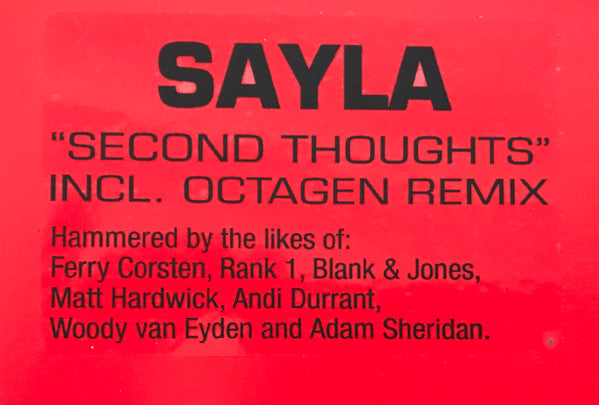 SAYLA
"SECOND THOUGHTS"
INCL. OCTAGEN REMIX
Hammered by the likes of:
Ferry Corsten, Rank 1, Blank & Jones,
Matt Hardwick, Andi Durrant,
Woody van Eyden and Adam Sheridan.